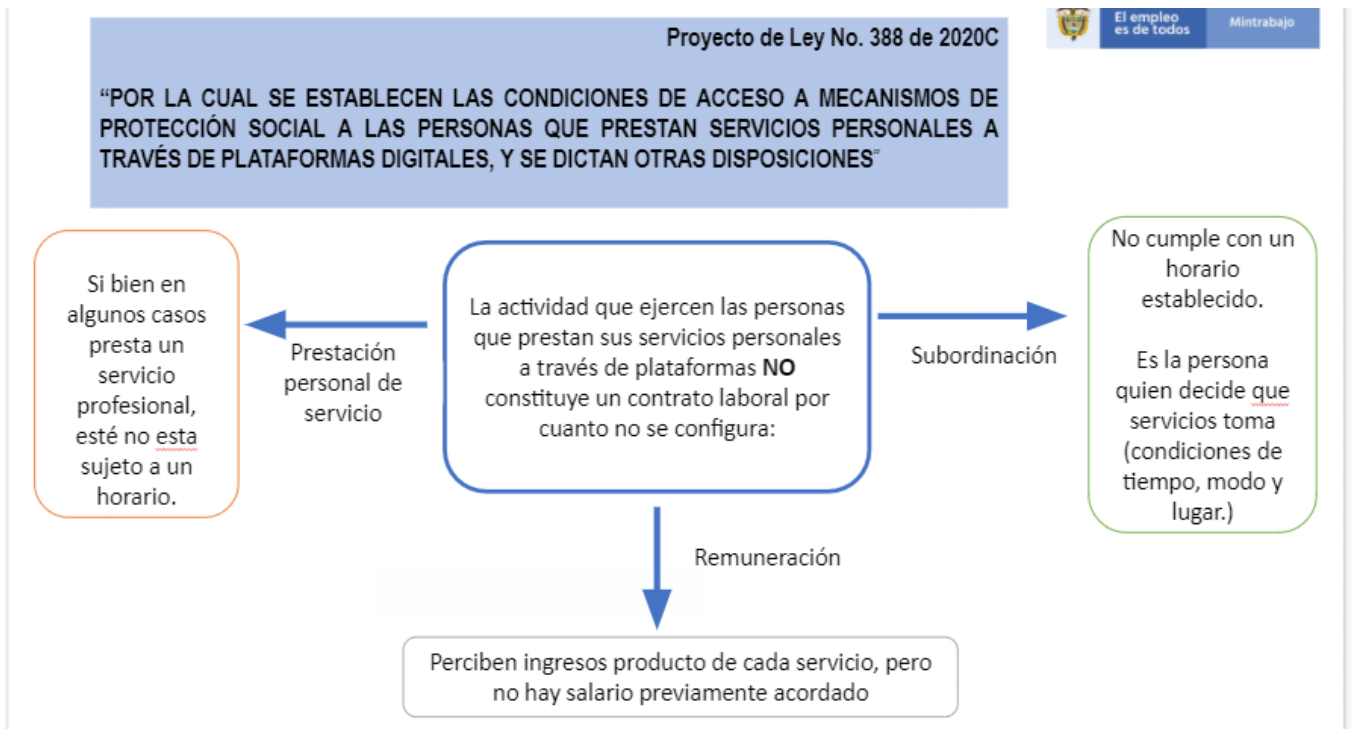 Proyecto de Ley No. 388 de 2020C
El empleo
es de todos
Mintrabajo
“POR LA CUAL SE ESTABLECEN LAS CONDICIONES DE ACCESO A MECANISMOS DE
PROTECCIÓN SOCIAL A LAS PERSONAS QUE PRESTAN SERVICIOS PERSONALES A
TRAVÉS DE PLATAFORMAS DIGITALES, Y SE DICTAN OTRAS DISPOSICIONES”
Si bien en
algunos casos
presta un
servicio
profesional,
esté no esta
sujeto a un
horario.
Prestación
personal de
servicio
La actividad que ejercen las personas
que prestan sus servicios personales
a través de plataformas NO
constituye un contrato laboral por
cuanto no se configura:
Subordinación
No cumple con un
horario
establecido.
Es la persona
quien decide que
servicios toma
(condiciones de
tiempo, modo y
lugar.)
Remuneración
Perciben ingresos producto de cada servicio, pero
no hay salario previamente acordado